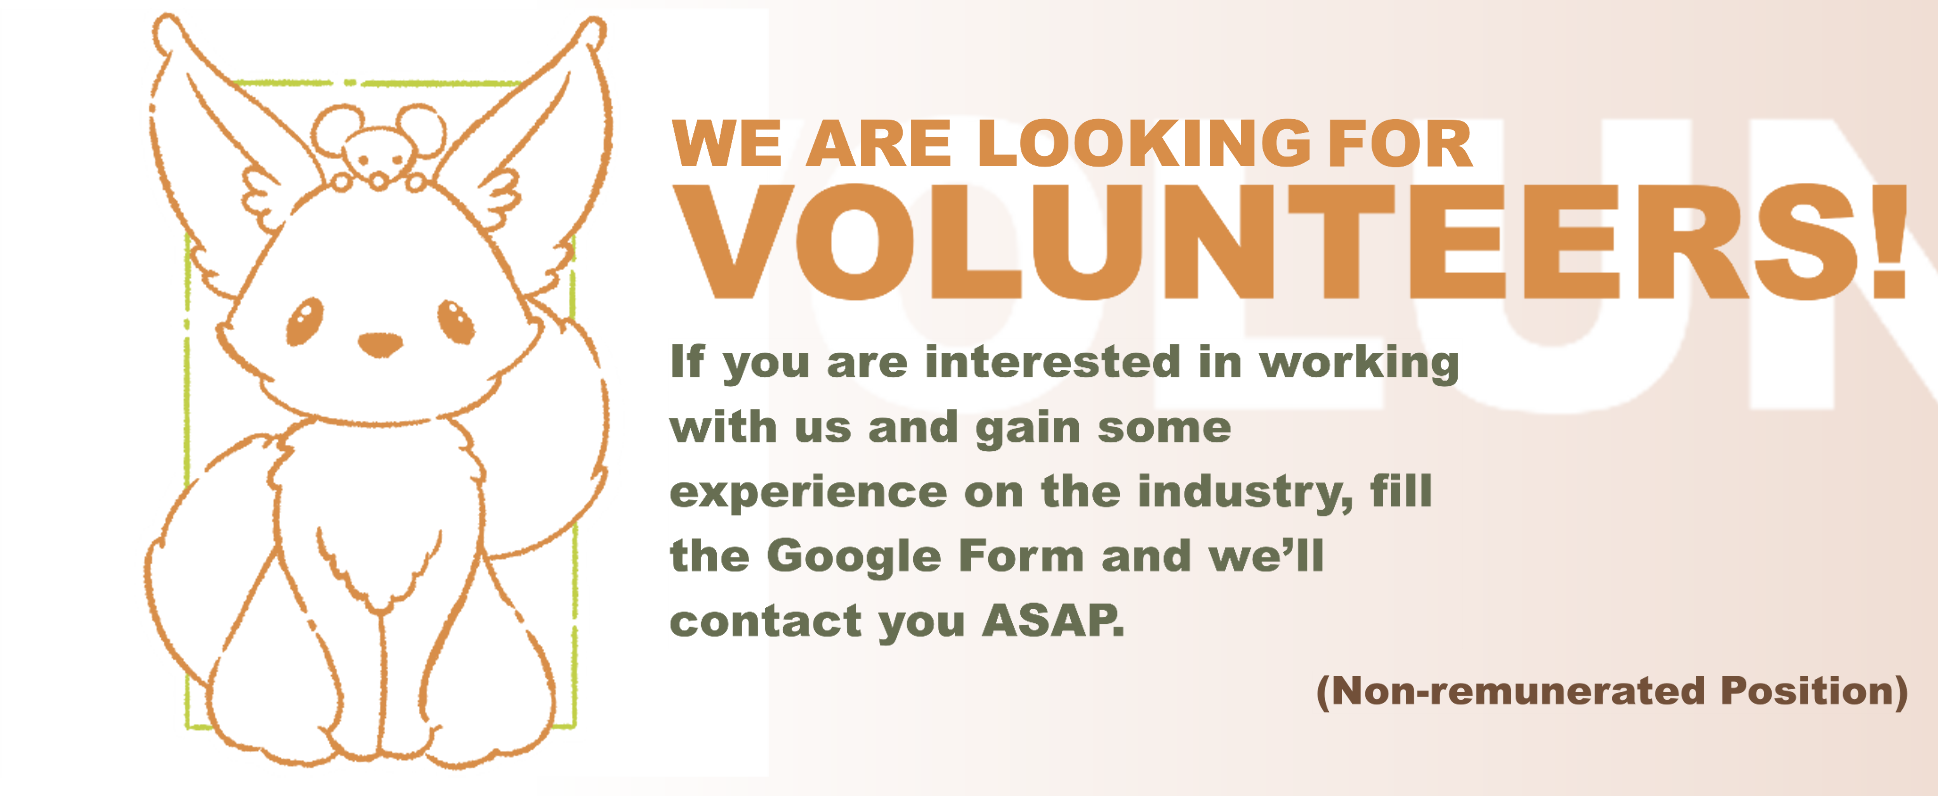 WE ARE LOOKING FOR
VOLUNTEERS!
If you are interested in working
with us and gain some
experience on the industry, fill
the Google Form and we’ll
contact you ASAP.
(Non-remunerated Position)